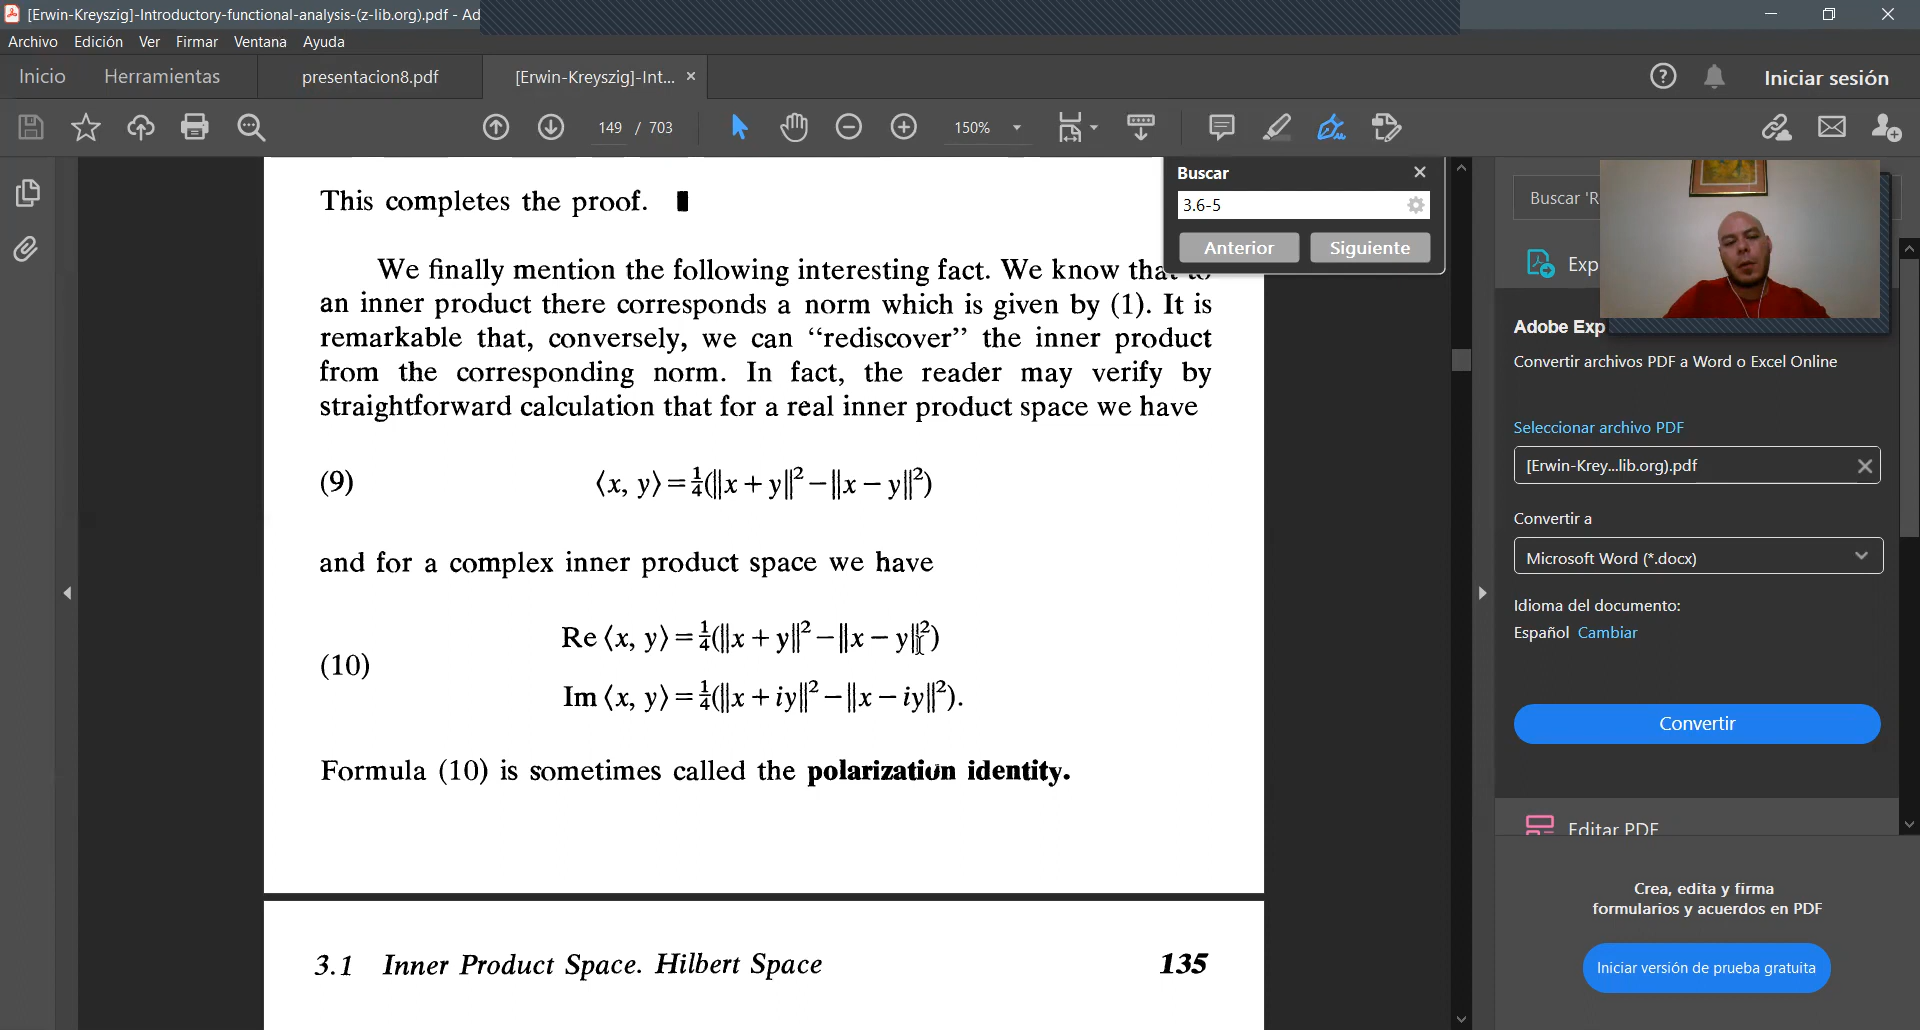 [Erwin-Kreyszig]-Introductory-functional-analysis-(z-lib.org).pdf - Ad
Archivo Edición Ver Firmar Ventana Ayuda
Inicio Herramientas presentacion8.pdf [Erwin-Kreyszig]-Int... × Iniciar sesión
149 / 703 150%
Buscar
3.6-5
Anterior Siguiente
This completes the proof.
We finally mention the following interesting fact. We know that to
an inner product there corresponds a norm which is given by (1). It is
remarkable that, conversely, we can “rediscover” the inner product
from the corresponding norm. In fact, the reader may verify by
straightforward calculation that for a real inner product space we have
(9) ⟨x, y⟩ = ¼(‖x + y‖² − ‖x − y‖²)
and for a complex inner product space we have
Re ⟨x, y⟩ = ¼(‖x + y‖² − ‖x − y‖²)
(10)
Im ⟨x, y⟩ = ¼(‖x + iy‖² − ‖x − iy‖²).
Formula (10) is sometimes called the polarization identity.
3.1 Inner Product Space. Hilbert Space 135
Buscar 'R
Exp
Adobe Exp
Convertir archivos PDF a Word o Excel Online
Seleccionar archivo PDF
[Erwin-Krey...lib.org).pdf
Convertir a
Microsoft Word (*.docx)
Idioma del documento:
Español Cambiar
Convertir
Editar PDF
Crea, edita y firma
formularios y acuerdos en PDF
Iniciar versión de prueba gratuita